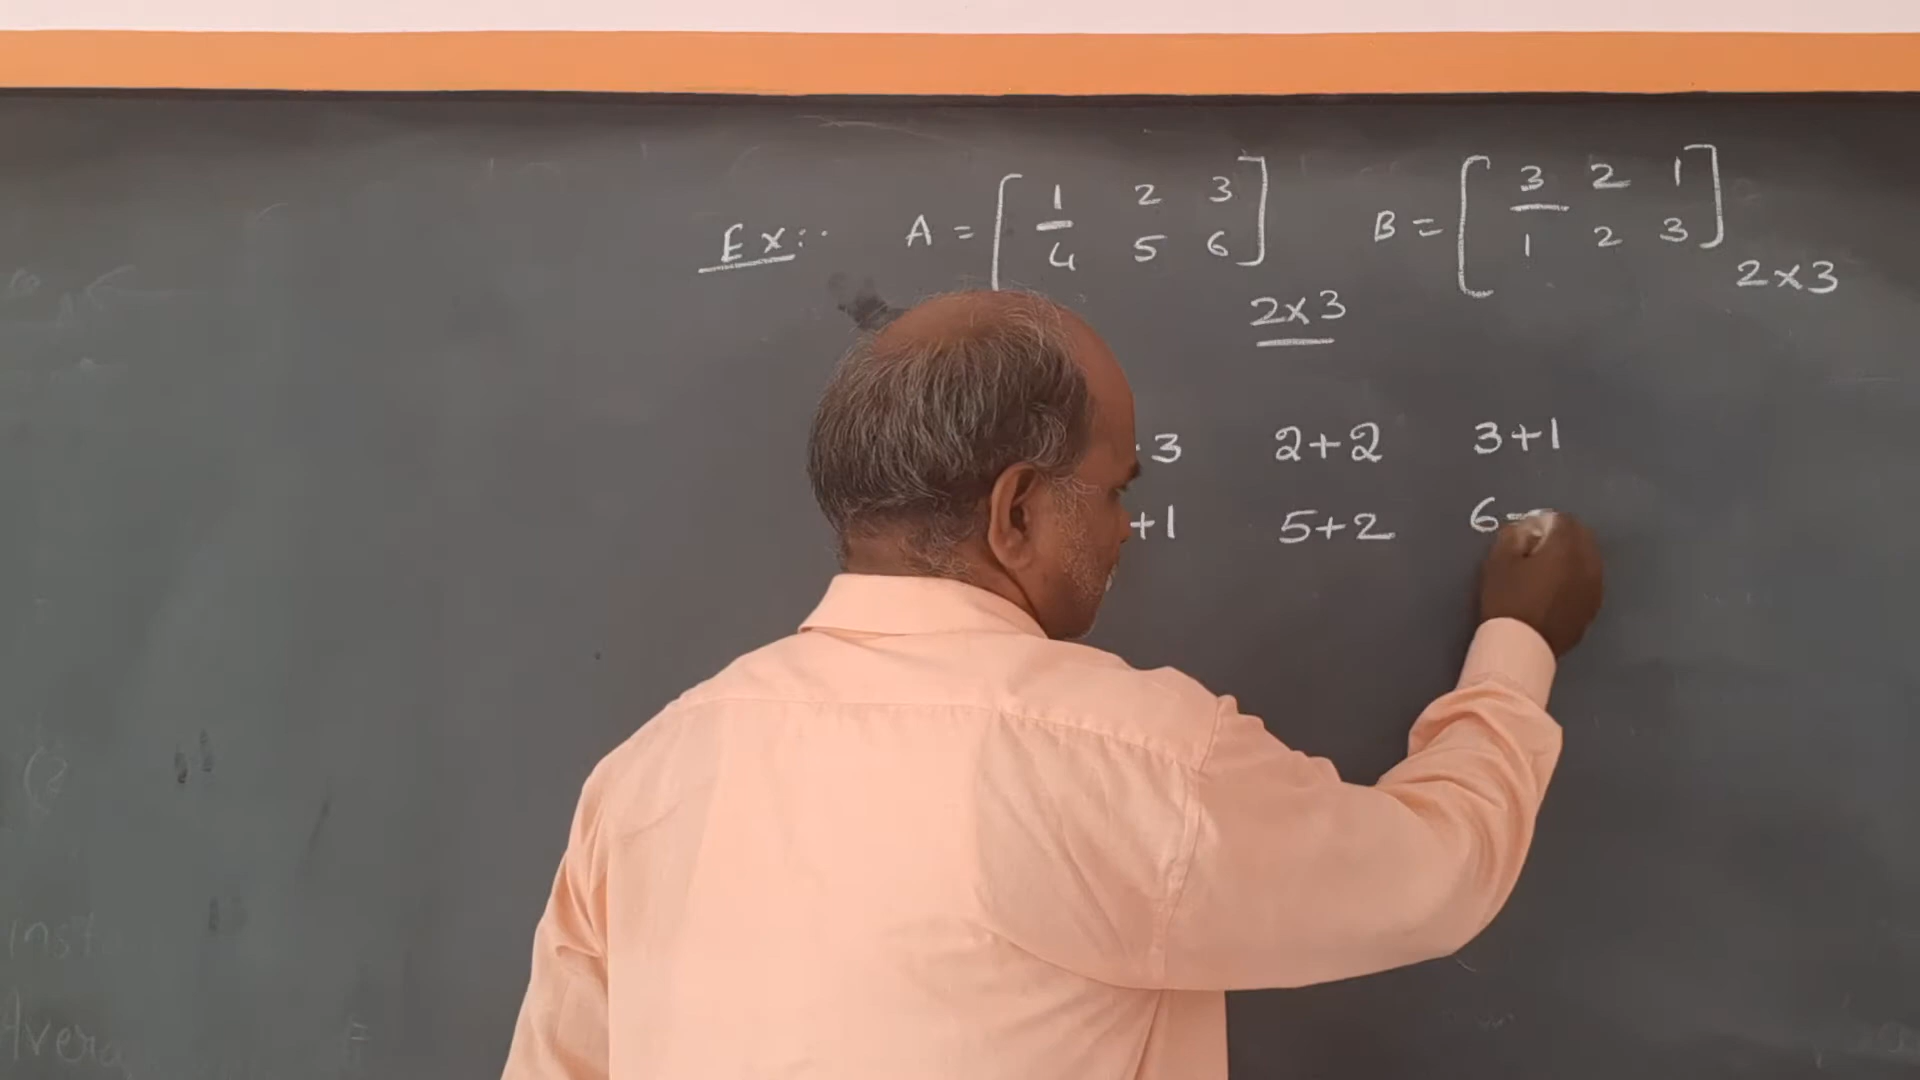 Ex:- A = [ 1 2 3 B = [ 3 2 1
4 5 6 ] 1 2 3 ]
2x3 2x3
3 2+2 3+1
+1 5+2 6